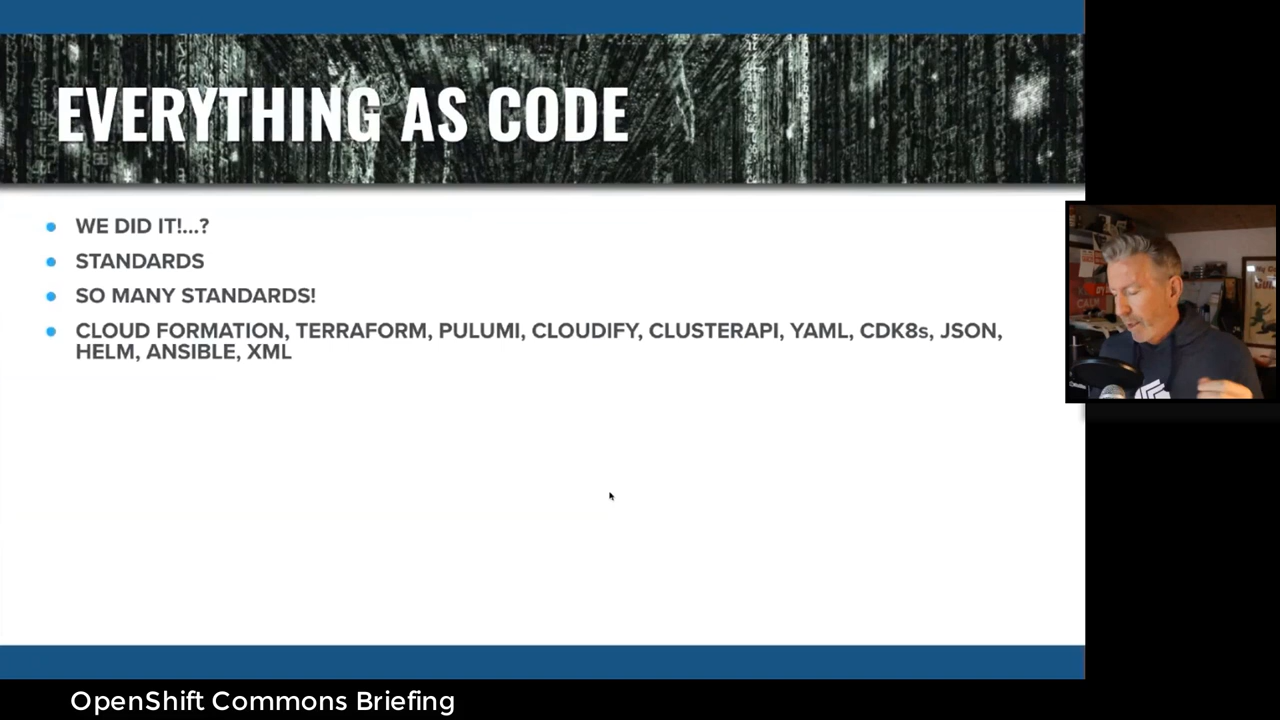 EVERYTHING AS CODE
WE DID IT!...?
STANDARDS
SO MANY STANDARDS!
CLOUD FORMATION, TERRAFORM, PULUMI, CLOUDIFY, CLUSTERAPI, YAML, CDK8s, JSON,
HELM, ANSIBLE, XML
OpenShift Commons Briefing